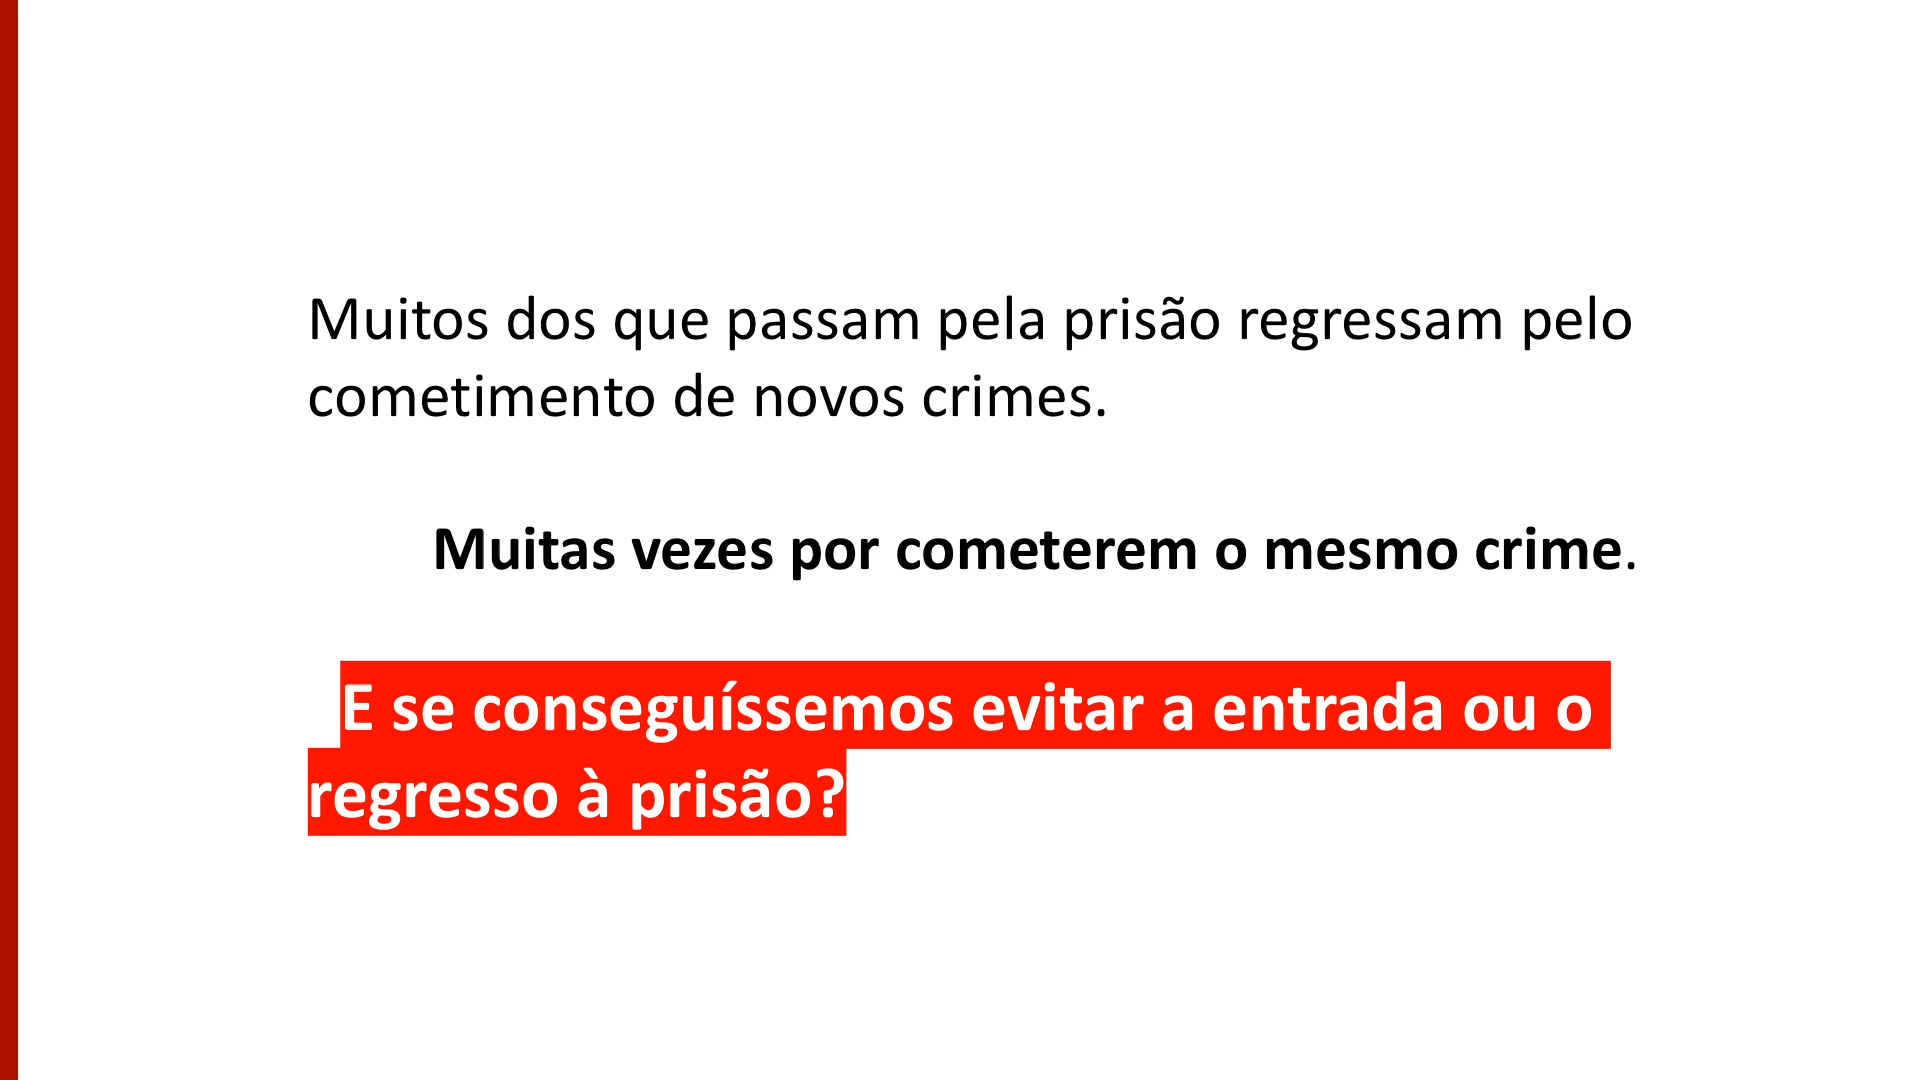 Muitos dos que passam pela prisão regressam pelo
cometimento de novos crimes.
Muitas vezes por cometerem o mesmo crime.
E se conseguíssemos evitar a entrada ou o
regresso à prisão?